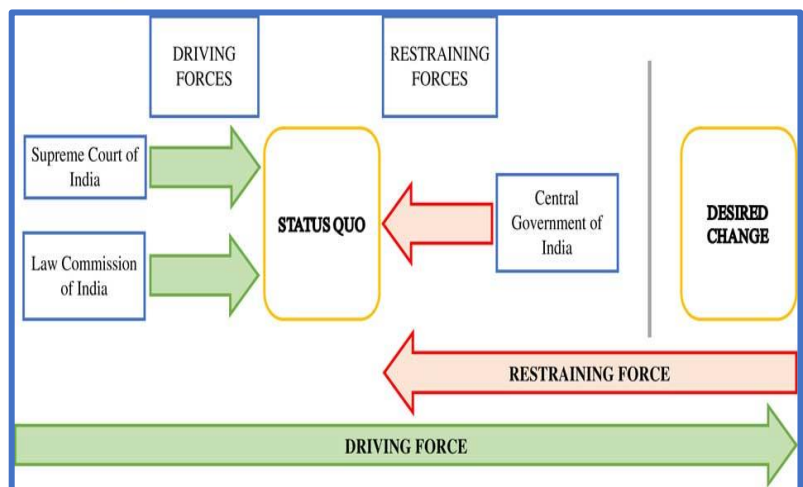 DRIVING
FORCES
RESTRAINING
FORCES
Supreme Court of
India
STATUS QUO
Central
Government of
India
DESIRED
CHANGE
Law Commission
of India
RESTRAINING FORCE
DRIVING FORCE